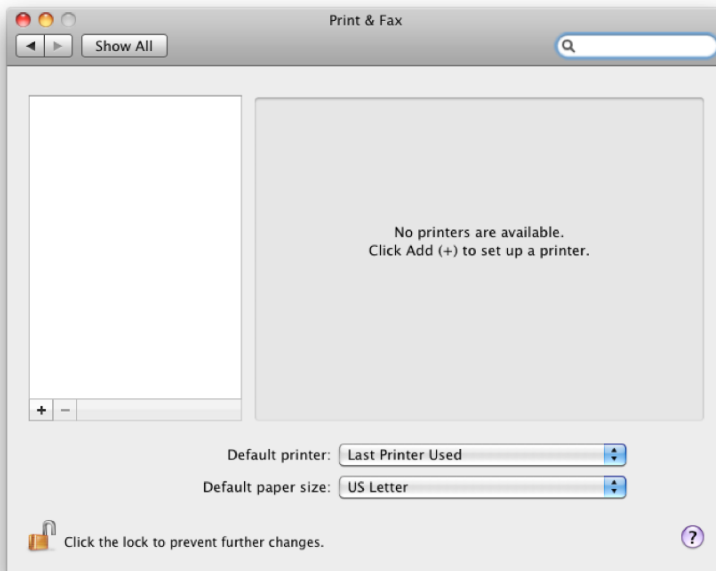 Print & Fax
Show All
No printers are available.
Click Add (+) to set up a printer.
+ −
Default printer: Last Printer Used
Default paper size: US Letter
Click the lock to prevent further changes.
?